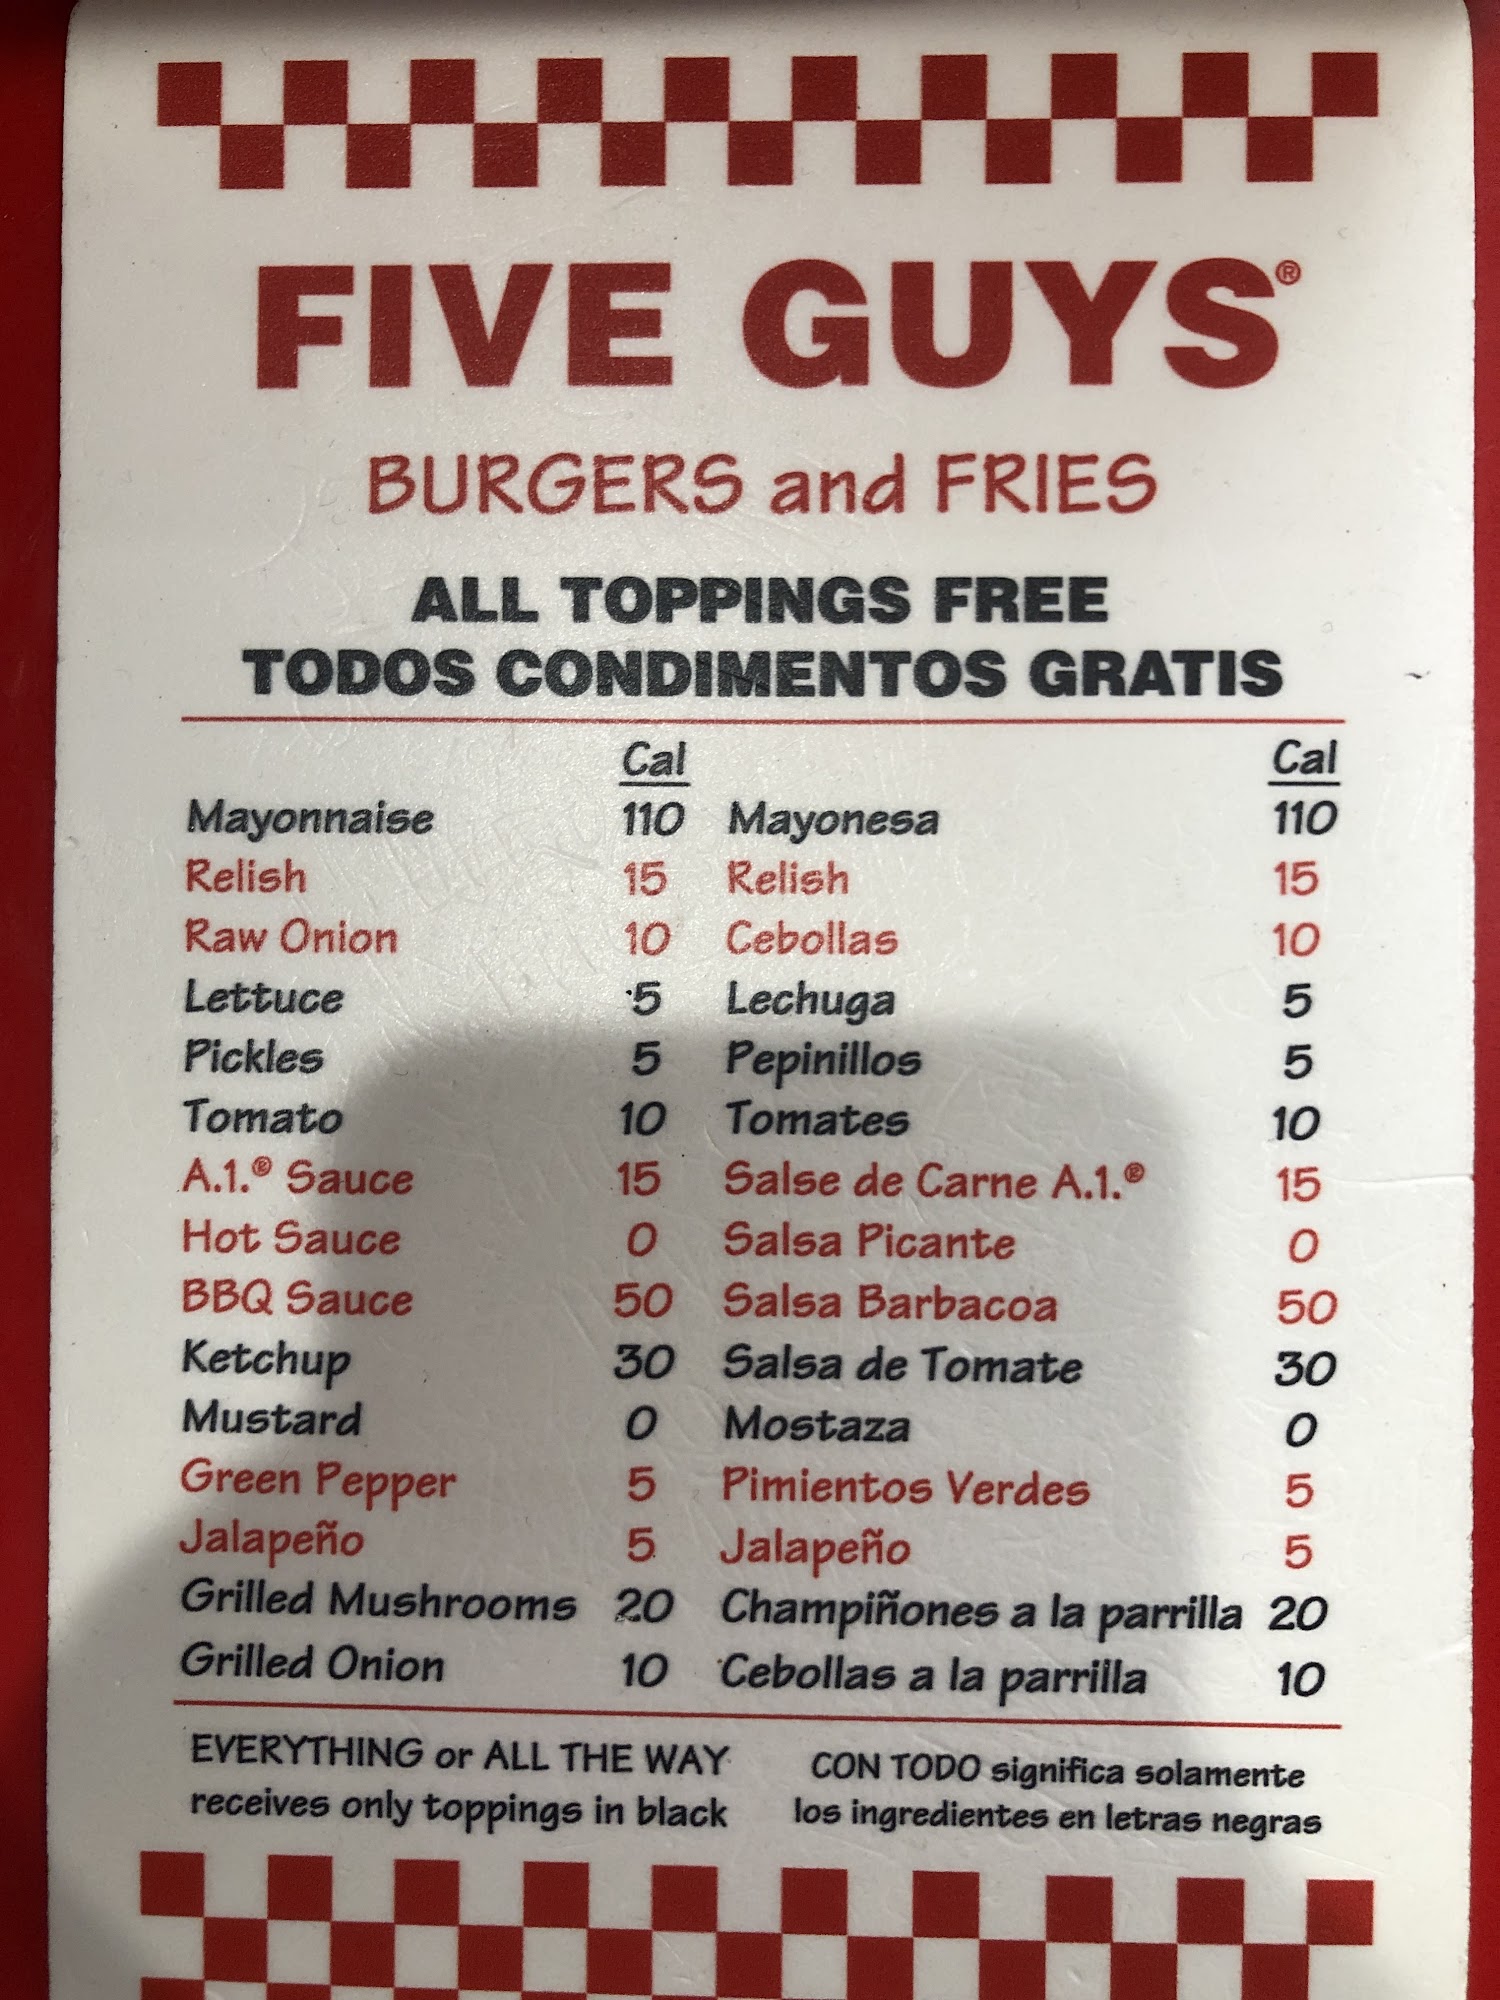 FIVE GUYS®
BURGERS and FRIES
ALL TOPPINGS FREE
TODOS CONDIMENTOS GRATIS
Cal Cal
Mayonnaise 110 Mayonesa 110
Relish 15 Relish 15
Raw Onion 10 Cebollas 10
Lettuce 5 Lechuga 5
Pickles 5 Pepinillos 5
Tomato 10 Tomates 10
A.1.® Sauce 15 Salse de Carne A.1.® 15
Hot Sauce 0 Salsa Picante 0
BBQ Sauce 50 Salsa Barbacoa 50
Ketchup 30 Salsa de Tomate 30
Mustard 0 Mostaza 0
Green Pepper 5 Pimientos Verdes 5
Jalapeño 5 Jalapeño 5
Grilled Mushrooms 20 Champiñones a la parrilla 20
Grilled Onion 10 Cebollas a la parrilla 10
EVERYTHING or ALL THE WAY
receives only toppings in black
CON TODO significa solamente
los ingredientes en letras negras